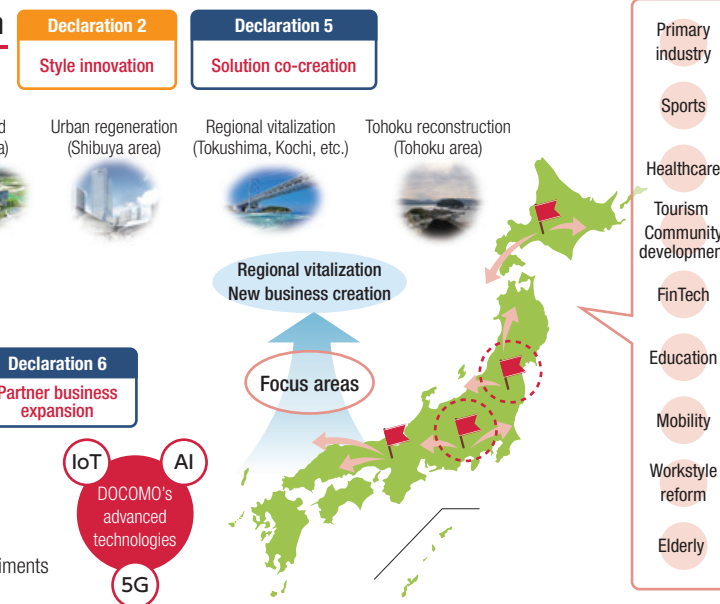 Declaration 2
Style innovation
Declaration 5
Solution co-creation
Urban regeneration
(Shibuya area)
Regional vitalization
(Tokushima, Kochi, etc.)
Tohoku reconstruction
(Tohoku area)
Regional vitalization
New business creation
Focus areas
Declaration 6
Partner business
expansion
IoT
AI
DOCOMO's
advanced
technologies
5G
Primary
industry
Sports
Healthcare
Tourism
Community
development
FinTech
Education
Mobility
Workstyle
reform
Elderly